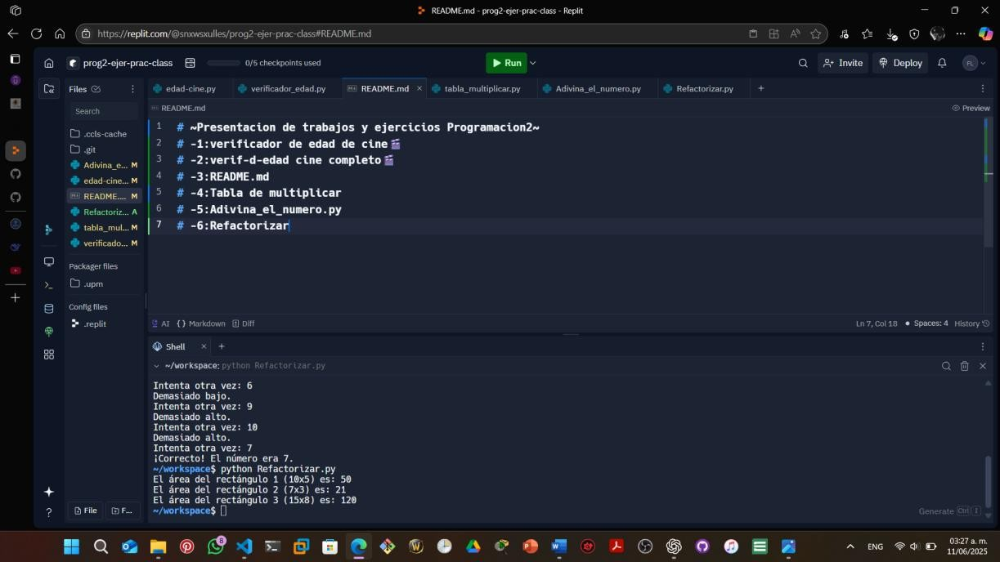 README.md - prog2-ejer-prac-class - Replit
https://replit.com/@snxwsxulles/prog2-ejer-prac-class#README.md
prog2-ejer-prac-class
0/5 checkpoints used
Run
Invite
Deploy
FL
Files
edad-cine.py
verificador_edad.py
README.md
tabla_multiplicar.py
Adivina_el_numero.py
Refactorizar.py
Search
README.md
Preview
.ccls-cache
.git
Adivina_e... M
edad-cine... M
README.... M
Refactoriz... A
tabla_mul... M
verificado... M
Packager files
.upm
Config files
.replit
1 # ~Presentacion de trabajos y ejercicios Programacion2~
2 # -1:verificador de edad de cine🎬
3 # -2:verif-d-edad cine completo🎬
4 # -3:README.md
5 # -4:Tabla de multiplicar
6 # -5:Adivina_el_numero.py
7 # -6:Refactorizar
AI {} Markdown Diff
Ln 7, Col 18 • Spaces: 4 History
Shell
~/workspace: python Refactorizar.py
Intenta otra vez: 6
Demasiado bajo.
Intenta otra vez: 9
Demasiado alto.
Intenta otra vez: 10
Demasiado alto.
Intenta otra vez: 7
¡Correcto! El número era 7.
~/workspace$ python Refactorizar.py
El área del rectángulo 1 (10x5) es: 50
El área del rectángulo 2 (7x3) es: 21
El área del rectángulo 3 (15x8) es: 120
~/workspace$
Generate Ctrl I
File
F...
8
ENG
03:27 a. m.
11/06/2025